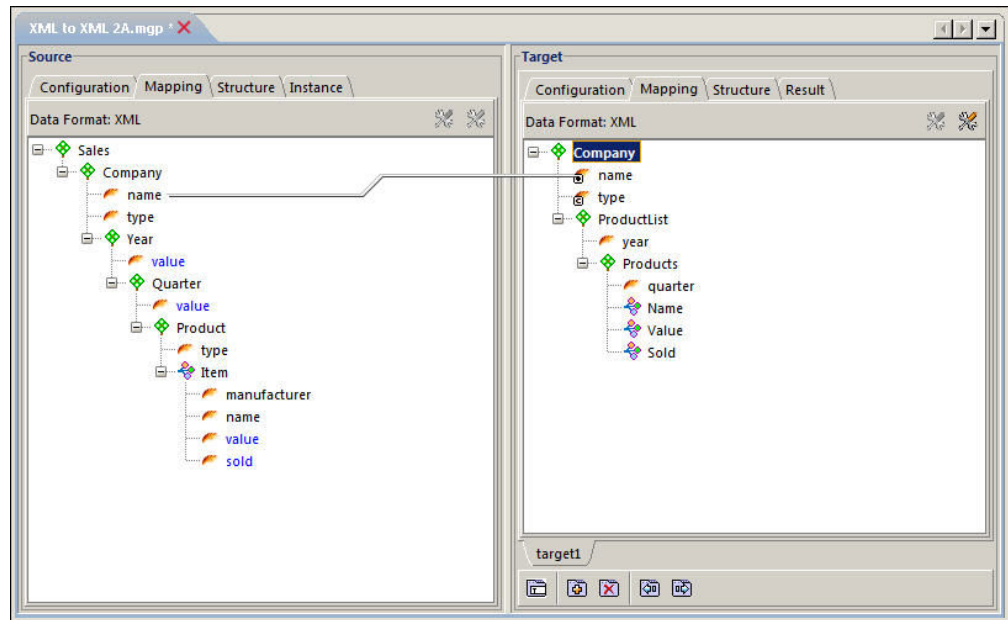 XML to XML 2A.mgp *
Source
Configuration Mapping Structure Instance
Data Format: XML
Sales
Company
name
type
Year
value
Quarter
value
Product
type
Item
manufacturer
name
value
sold
Target
Configuration Mapping Structure Result
Data Format: XML
Company
name
type
ProductList
year
Products
quarter
Name
Value
Sold
target1